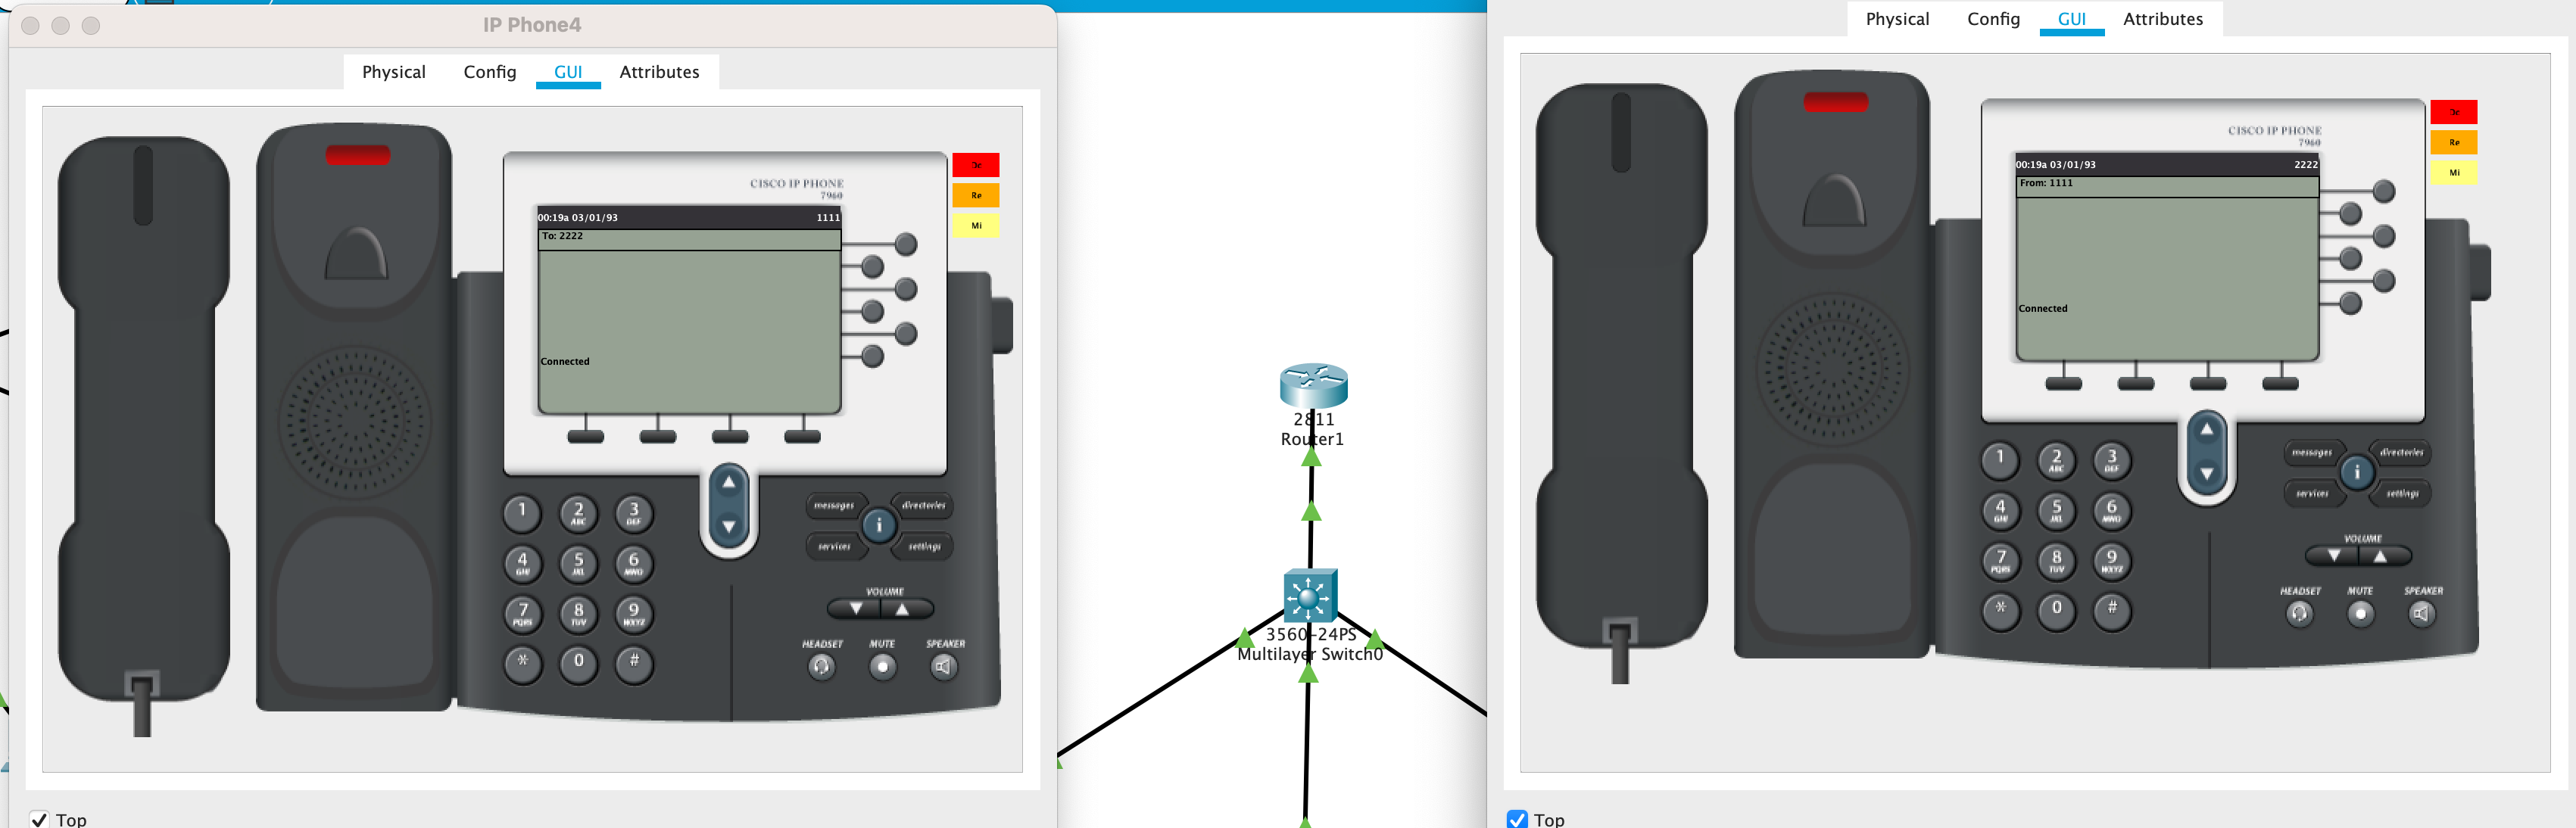 IP Phone4
Physical Config GUI Attributes
De
Re
Mi
CISCO IP PHONE
7960
00:19a 03/01/93 1111
To: 2222
Connected
1
2 ABC
3 DEF
4 GHI
5 JKL
6 MNO
7 PQRS
8 TUV
9 WXYZ
*
0
#
messages directories
i
services settings
VOLUME
HEADSET MUTE SPEAKER
Top
2811
Router1
3560-24PS
Multilayer Switch0
Physical Config GUI Attributes
De
Re
Mi
CISCO IP PHONE
7960
00:19a 03/01/93 2222
From: 1111
Connected
1
2 ABC
3 DEF
4 GHI
5 JKL
6 MNO
7 PQRS
8 TUV
9 WXYZ
*
0
#
messages directories
i
services settings
VOLUME
HEADSET MUTE SPEAKER
Top